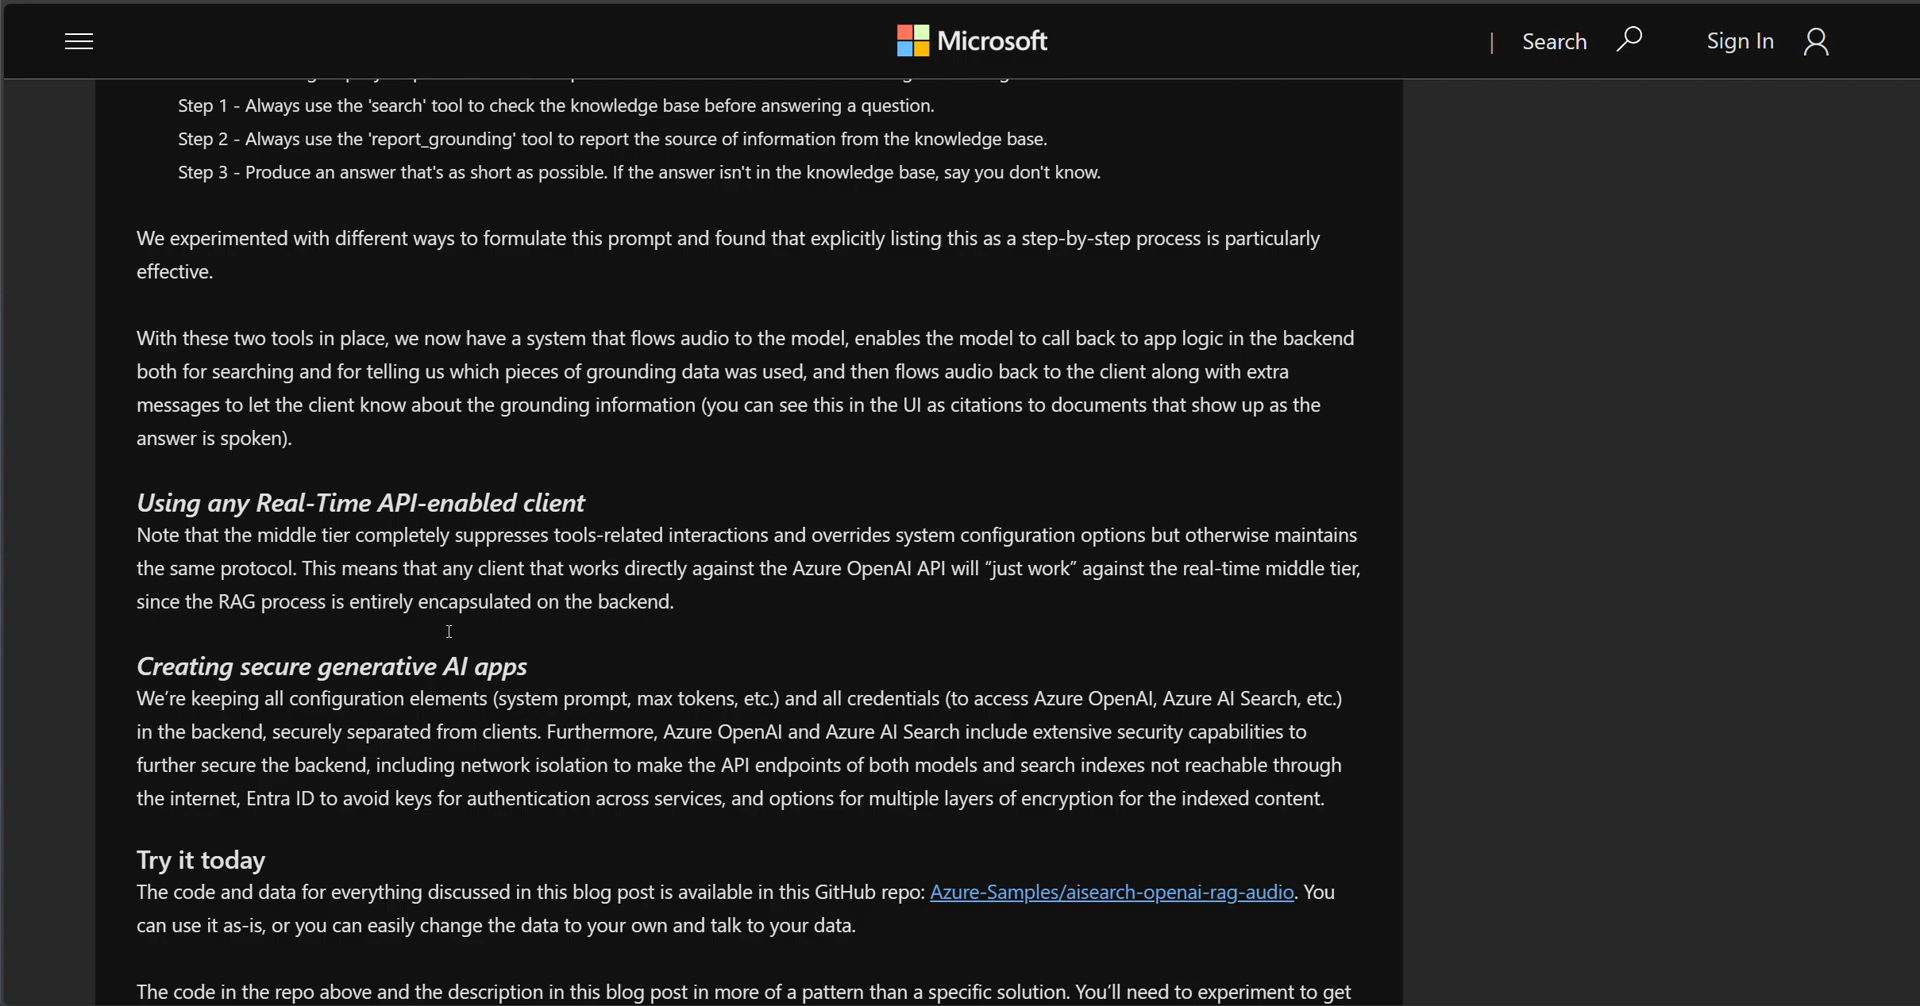 Microsoft
| Search
Sign In
Step 1 - Always use the 'search' tool to check the knowledge base before answering a question.
Step 2 - Always use the 'report_grounding' tool to report the source of information from the knowledge base.
Step 3 - Produce an answer that's as short as possible. If the answer isn't in the knowledge base, say you don't know.
We experimented with different ways to formulate this prompt and found that explicitly listing this as a step-by-step process is particularly
effective.
With these two tools in place, we now have a system that flows audio to the model, enables the model to call back to app logic in the backend
both for searching and for telling us which pieces of grounding data was used, and then flows audio back to the client along with extra
messages to let the client know about the grounding information (you can see this in the UI as citations to documents that show up as the
answer is spoken).
Using any Real-Time API-enabled client
Note that the middle tier completely suppresses tools-related interactions and overrides system configuration options but otherwise maintains
the same protocol. This means that any client that works directly against the Azure OpenAI API will “just work” against the real-time middle tier,
since the RAG process is entirely encapsulated on the backend.
Creating secure generative AI apps
We’re keeping all configuration elements (system prompt, max tokens, etc.) and all credentials (to access Azure OpenAI, Azure AI Search, etc.)
in the backend, securely separated from clients. Furthermore, Azure OpenAI and Azure AI Search include extensive security capabilities to
further secure the backend, including network isolation to make the API endpoints of both models and search indexes not reachable through
the internet, Entra ID to avoid keys for authentication across services, and options for multiple layers of encryption for the indexed content.
Try it today
The code and data for everything discussed in this blog post is available in this GitHub repo: Azure-Samples/aisearch-openai-rag-audio. You
can use it as-is, or you can easily change the data to your own and talk to your data.
The code in the repo above and the description in this blog post in more of a pattern than a specific solution. You’ll need to experiment to get